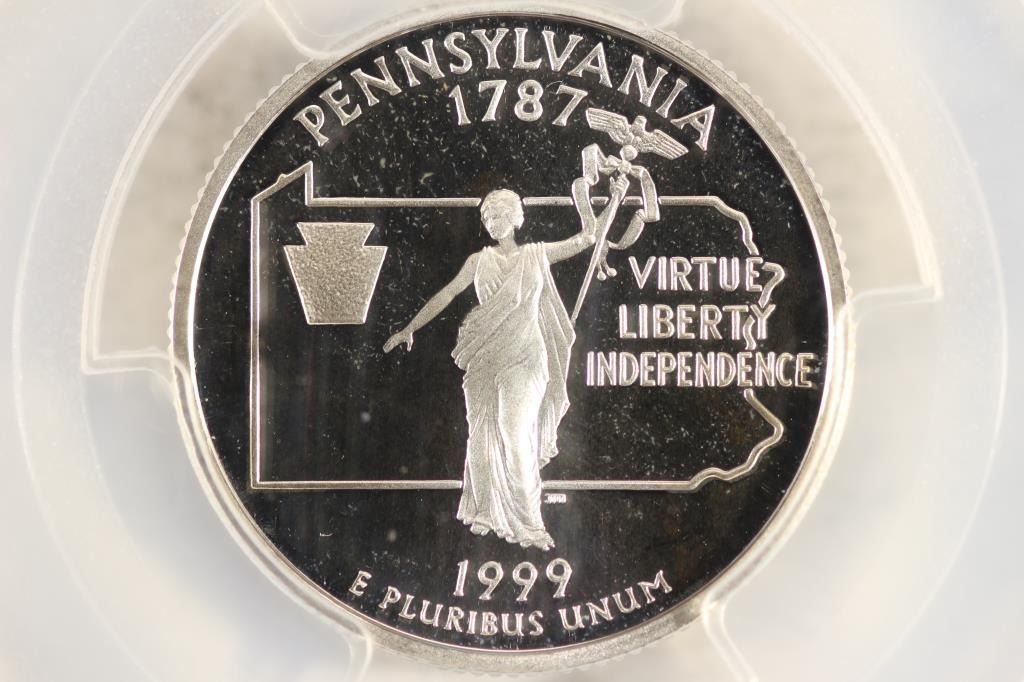 PENNSYLVANIA
1787
VIRTUE
LIBERTY
INDEPENDENCE
1999
E PLURIBUS UNUM